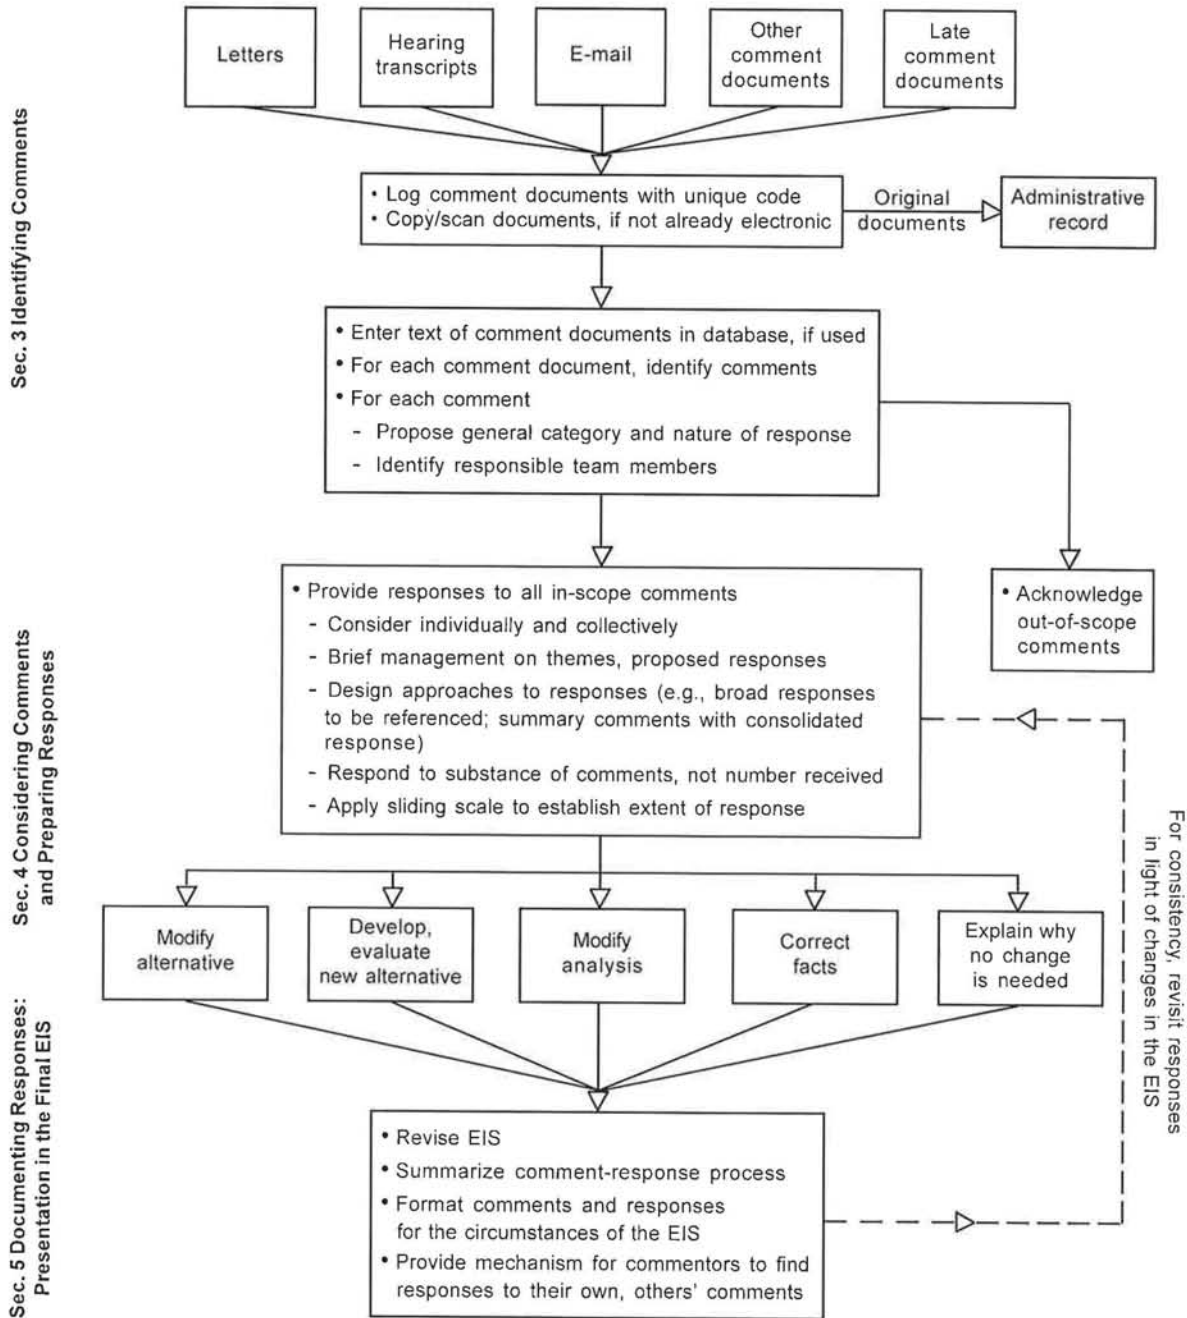 Letters
Hearing
transcripts
E-mail
Other
comment
documents
Late
comment
documents
Sec. 3 Identifying Comments
• Log comment documents with unique code
• Copy/scan documents, if not already electronic
Original
documents
Administrative
record
• Enter text of comment documents in database, if used
• For each comment document, identify comments
• For each comment
- Propose general category and nature of response
- Identify responsible team members
Sec. 4 Considering Comments
and Preparing Responses
• Provide responses to all in-scope comments
- Consider individually and collectively
- Brief management on themes, proposed responses
- Design approaches to responses (e.g., broad responses
to be referenced; summary comments with consolidated
response)
- Respond to substance of comments, not number received
- Apply sliding scale to establish extent of response
• Acknowledge
out-of-scope
comments
For consistency, revisit responses
in light of changes in the EIS
Modify
alternative
Develop,
evaluate
new alternative
Modify
analysis
Correct
facts
Explain why
no change
is needed
Sec. 5 Documenting Responses:
Presentation in the Final EIS
• Revise EIS
• Summarize comment-response process
• Format comments and responses
for the circumstances of the EIS
• Provide mechanism for commentors to find
responses to their own, others' comments